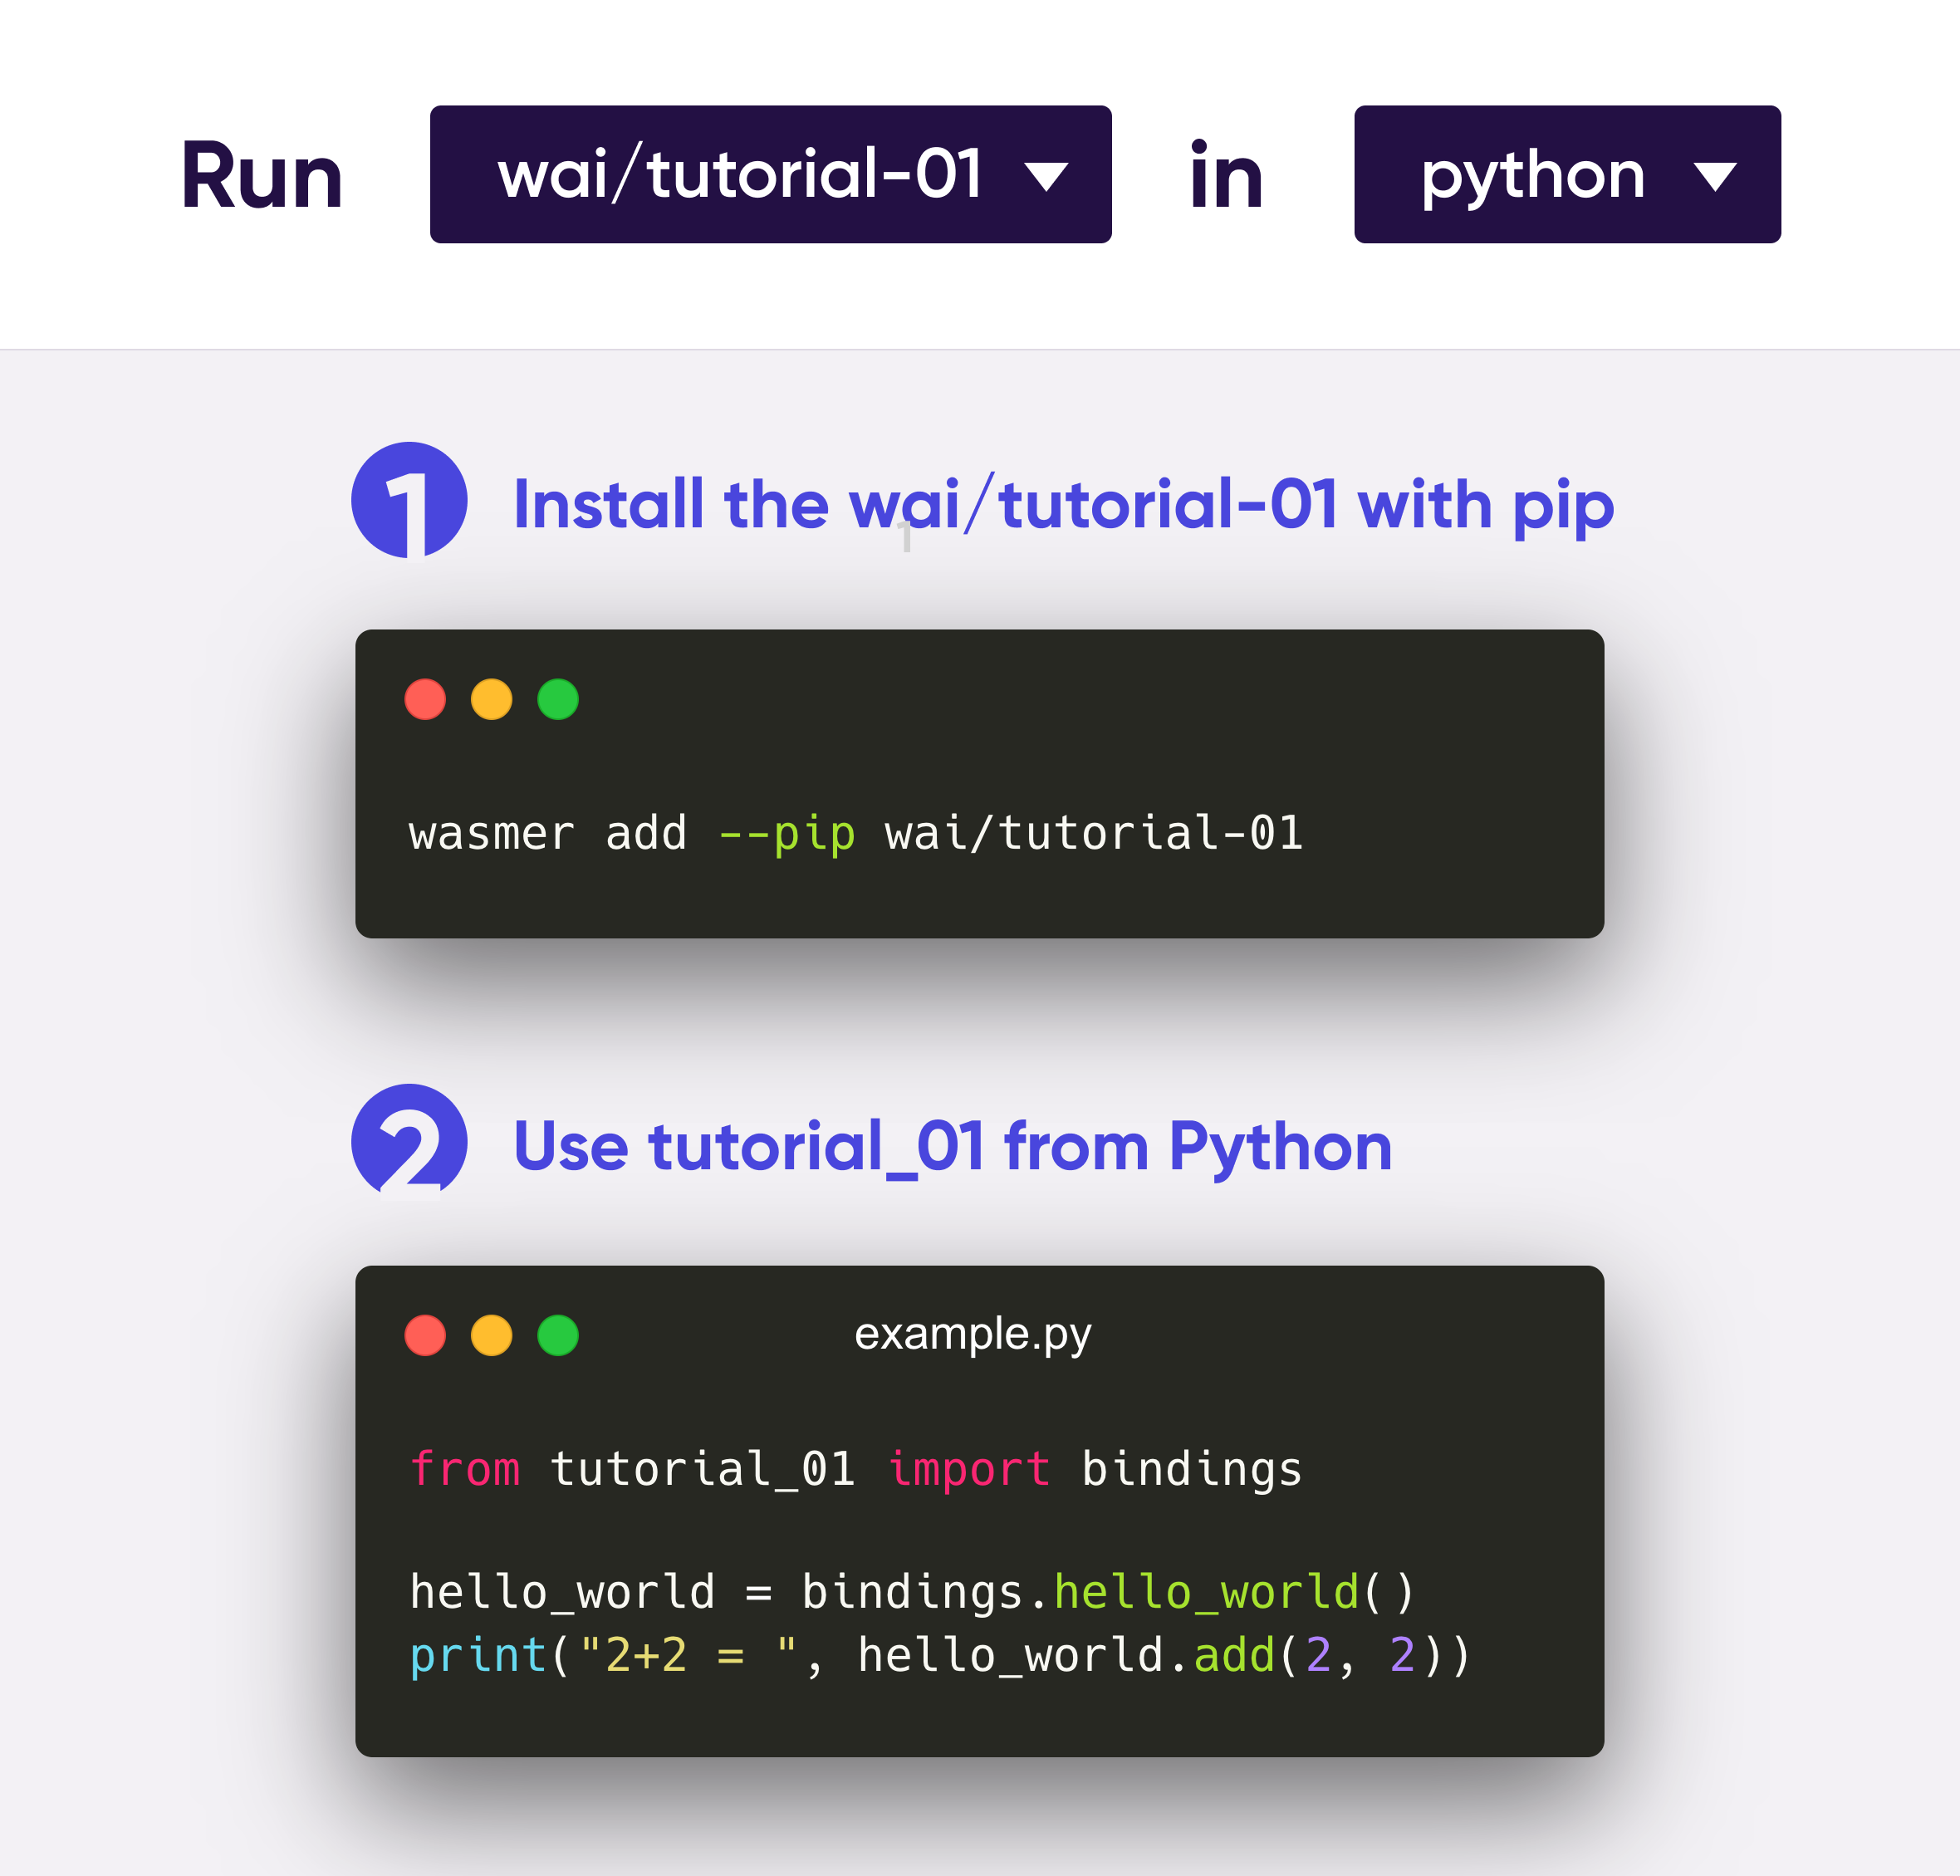 Run wai/tutorial-01 in python
1 Install the wai/tutorial-01 with pip
1
wasmer add --pip wai/tutorial-01
2 Use tutorial_01 from Python
example.py
from tutorial_01 import bindings
hello_world = bindings.hello_world()
print("2+2 = ", hello_world.add(2, 2))